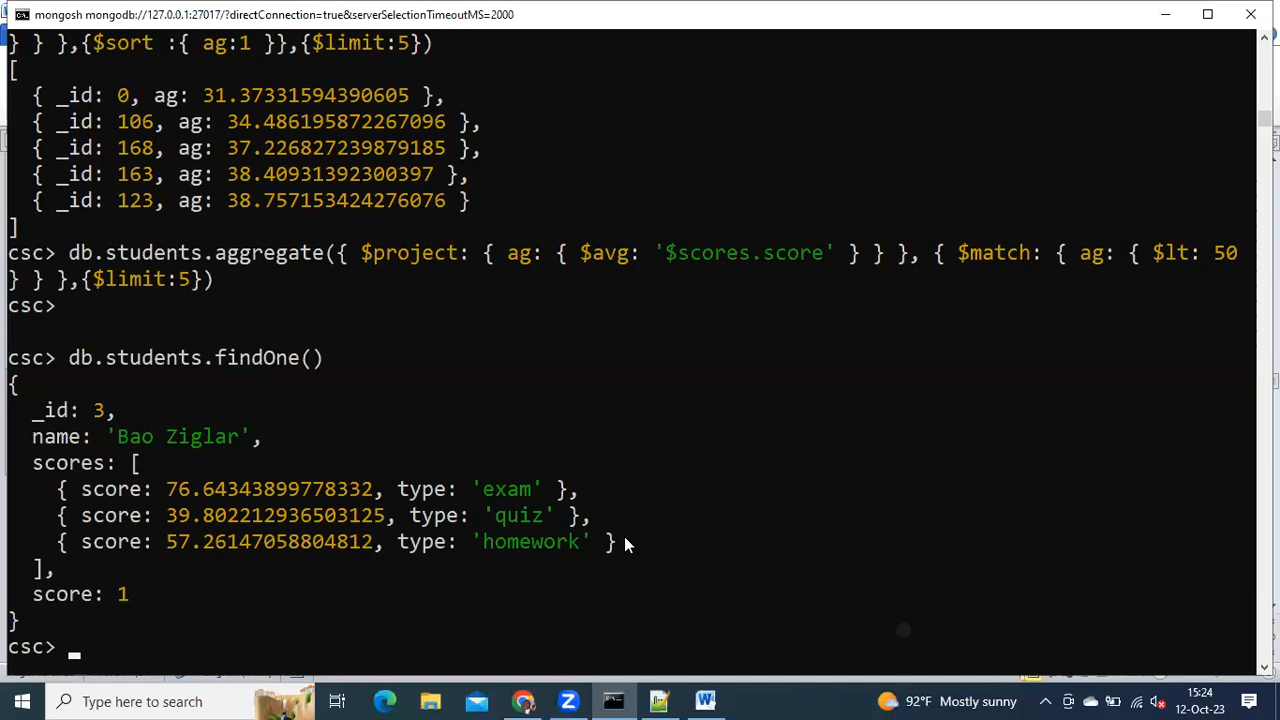 mongosh mongodb://127.0.0.1:27017/?directConnection=true&serverSelectionTimeoutMS=2000
} } },{$sort :{ ag:1 }},{$limit:5})
[
  { _id: 0, ag: 31.37331594390605 },
  { _id: 106, ag: 34.486195872267096 },
  { _id: 168, ag: 37.226827239879185 },
  { _id: 163, ag: 38.40931392300397 },
  { _id: 123, ag: 38.757153424276076 }
]
csc> db.students.aggregate({ $project: { ag: { $avg: '$scores.score' } } }, { $match: { ag: { $lt: 50
} } },{$limit:5})
csc>
csc> db.students.findOne()
{
  _id: 3,
  name: 'Bao Ziglar',
  scores: [
    { score: 76.64343899778332, type: 'exam' },
    { score: 39.802212936503125, type: 'quiz' },
    { score: 57.26147058804812, type: 'homework' }
  ],
  score: 1
}
csc>
Type here to search
92°F Mostly sunny
15:24
12-Oct-23